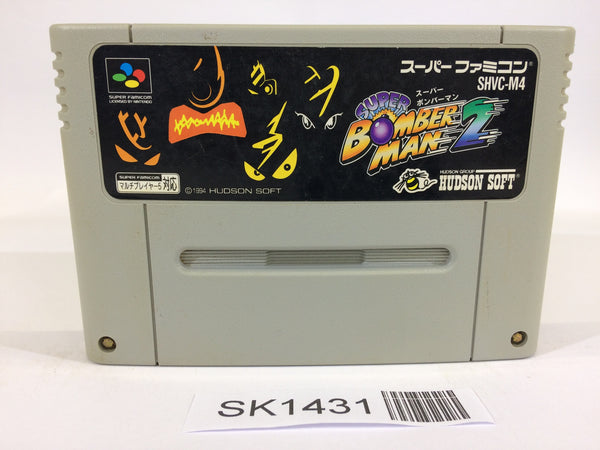 SUPER FAMICOM
LICENSED BY NINTENDO
スーパー ファミコン
SHVC-M4
スーパー
ボンバーマン
SUPER
BOMBER
MAN 2
HUDSON GROUP
HUDSON SOFT®
SUPER FAMICOM
マルチプレイヤー5対応
©1994 HUDSON SOFT
SK1431